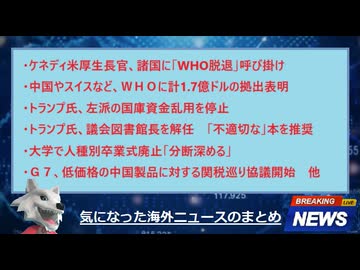 ・ケネディ米厚生長官、諸国に「WHO脱退」呼び掛け
・中国やスイスなど、ＷＨＯに計1.7億ドルの拠出表明
・トランプ氏、左派の国庫資金乱用を停止
・トランプ氏、議会図書館長を解任　「不適切な」本を推奨
・大学で人種別卒業式廃止「分断深める」
・Ｇ７、低価格の中国製品に対する関税巡り協議開始　他
気になった海外ニュースのまとめ
BREAKING LIVE
NEWS
117.925